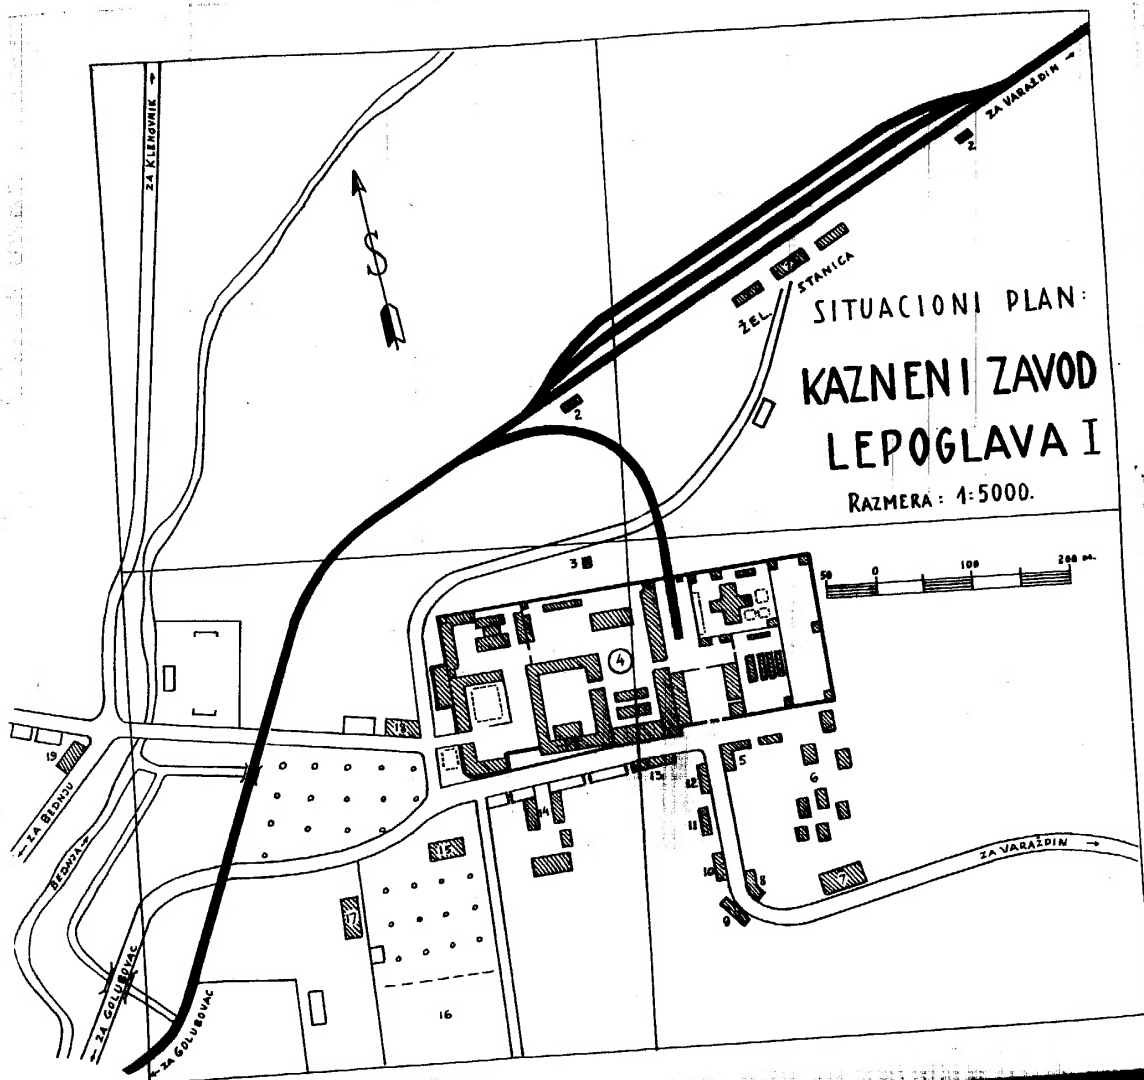 ZA KLENOVNIK →
ZA VARAŽDIN →
2
S
ŽEL. STANICA
SITUACIONI PLAN:
KAZNENI ZAVOD
LEPOGLAVA I
RAZMERA: 1:5000.
2
50 0 100 200 m.
3
4
19
← ZA BEDNJU
BEDNJA →
13
5
6
12
14
11
15
10
8
7
9
ZA VARAŽDIN →
17
16
← ZA GOLUBOVAC
← ZA GOLUBOVAC